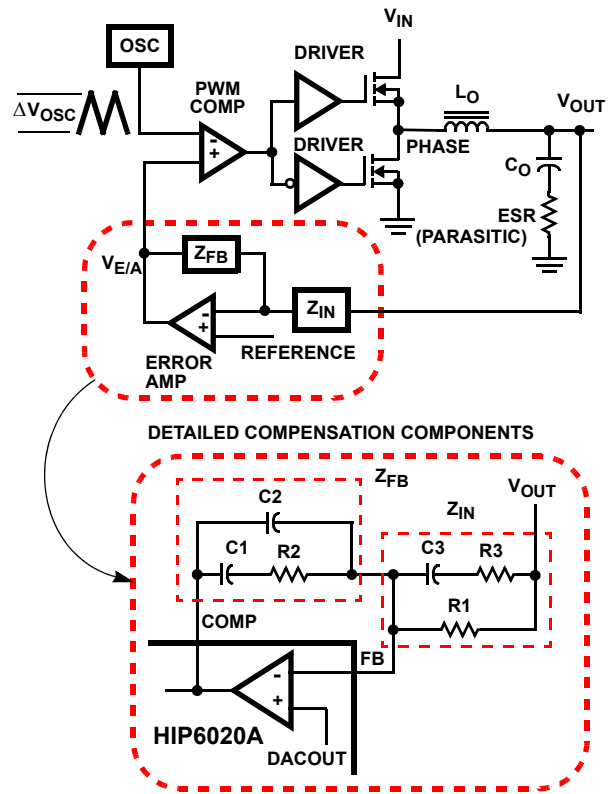 OSC
ΔV_OSC
PWM
COMP
-
+
DRIVER
DRIVER
V_IN
PHASE
L_O
V_OUT
C_O
ESR
(PARASITIC)
V_E/A
Z_FB
Z_IN
-
+
ERROR
AMP
REFERENCE
DETAILED COMPENSATION COMPONENTS
Z_FB
C2
C1
R2
Z_IN
V_OUT
C3
R3
R1
COMP
FB
-
+
HIP6020A
DACOUT